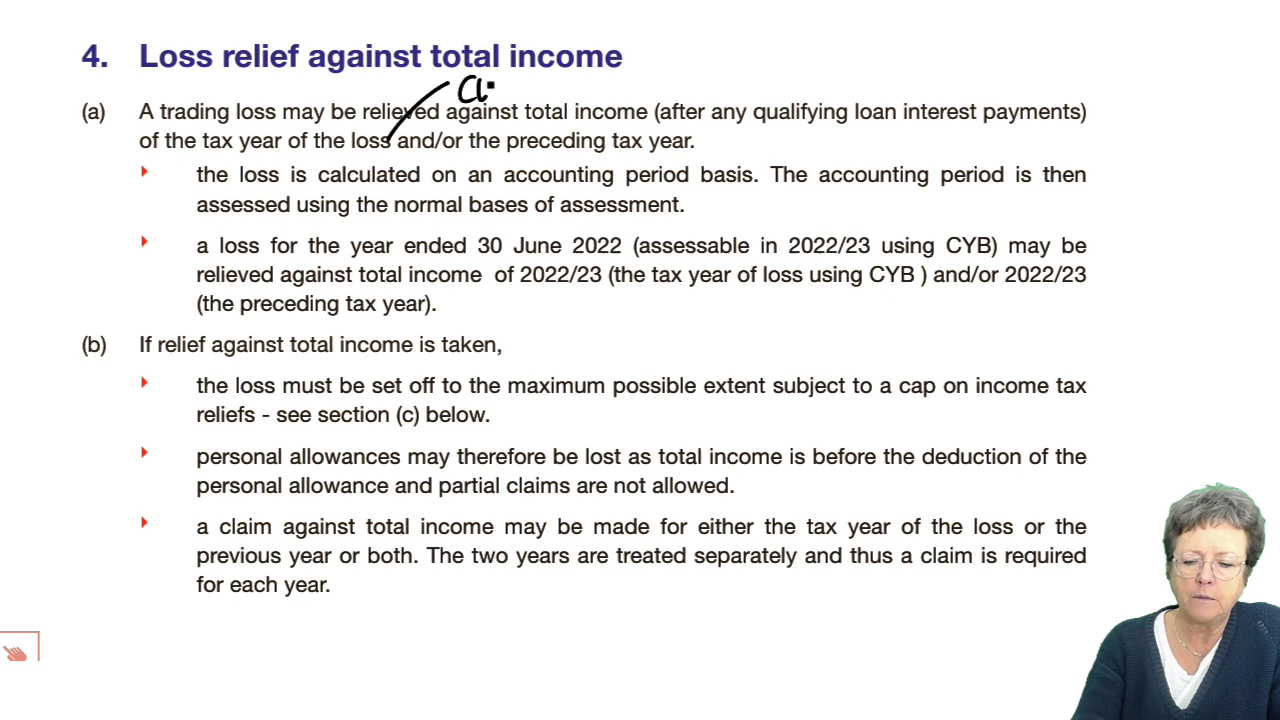 4. Loss relief against total income
(a) A trading loss may be relieved against total income (after any qualifying loan interest payments)
of the tax year of the loss and/or the preceding tax year.
the loss is calculated on an accounting period basis. The accounting period is then
assessed using the normal bases of assessment.
a loss for the year ended 30 June 2022 (assessable in 2022/23 using CYB) may be
relieved against total income of 2022/23 (the tax year of loss using CYB ) and/or 2022/23
(the preceding tax year).
(b) If relief against total income is taken,
the loss must be set off to the maximum possible extent subject to a cap on income tax
reliefs - see section (c) below.
personal allowances may therefore be lost as total income is before the deduction of the
personal allowance and partial claims are not allowed.
a claim against total income may be made for either the tax year of the loss or the
previous year or both. The two years are treated separately and thus a claim is required
for each year.